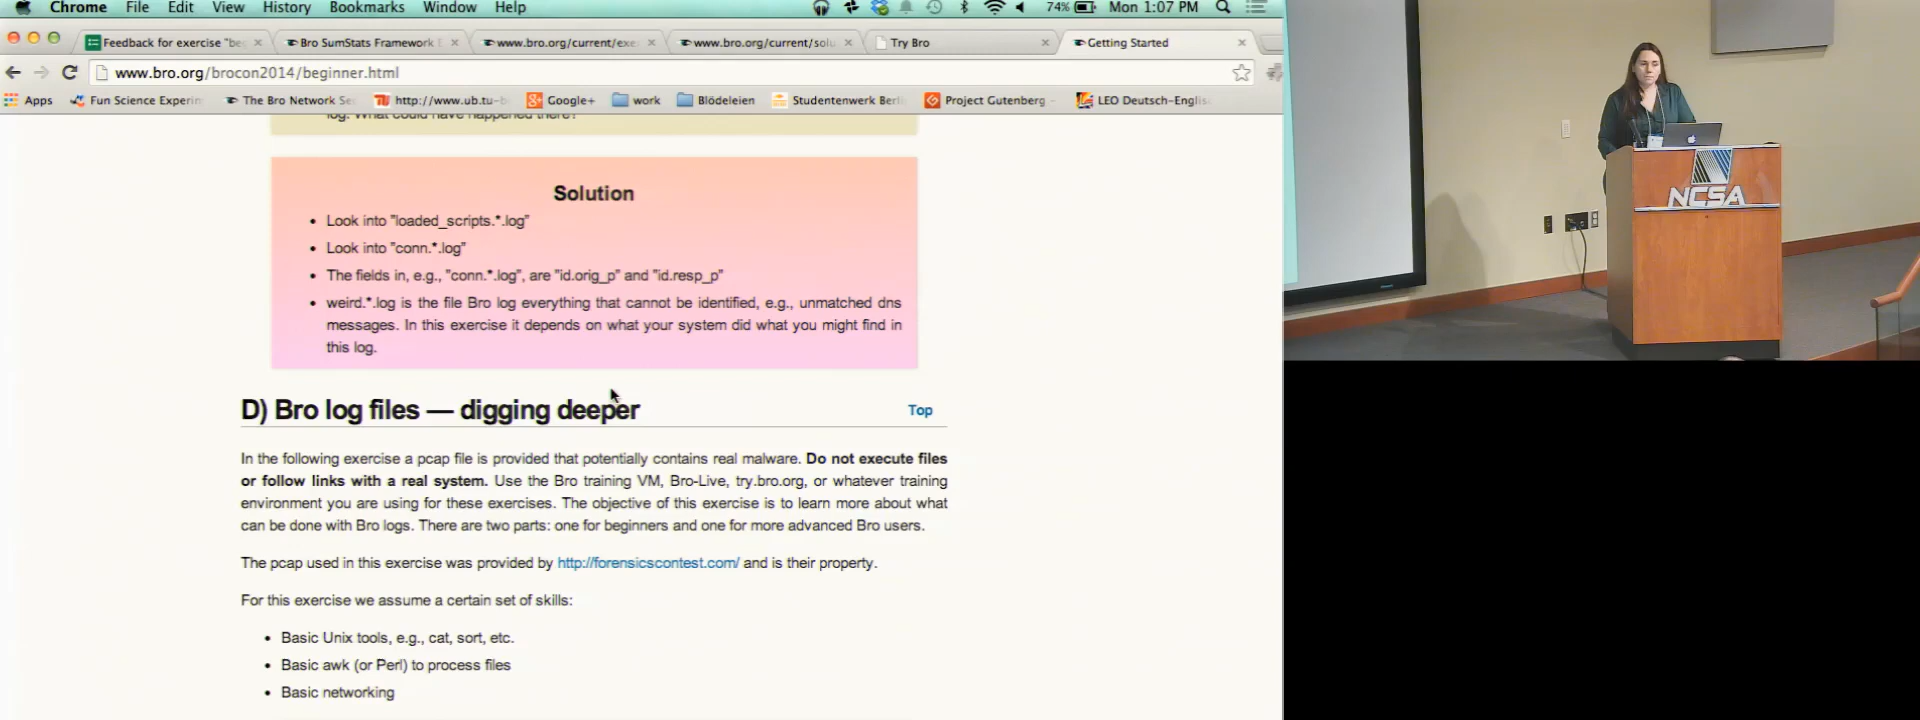 Chrome File Edit View History Bookmarks Window Help 74% Mon 1:07 PM
Feedback for exercise "be Bro SumStats Framework www.bro.org/current/exe www.bro.org/current/solu Try Bro Getting Started
www.bro.org/brocon2014/beginner.html
Apps Fun Science Experim The Bro Network Se http://www.ub.tu-b Google+ work Blödeleien Studentenwerk Berl Project Gutenberg - LEO Deutsch-Englis
log. What could have happened there?
Solution
• Look into "loaded_scripts.*.log"
• Look into "conn.*.log"
• The fields in, e.g., "conn.*.log", are "id.orig_p" and "id.resp_p"
• weird.*.log is the file Bro log everything that cannot be identified, e.g., unmatched dns
messages. In this exercise it depends on what your system did what you might find in
this log.
D) Bro log files — digging deeper Top
In the following exercise a pcap file is provided that potentially contains real malware. Do not execute files
or follow links with a real system. Use the Bro training VM, Bro-Live, try.bro.org, or whatever training
environment you are using for these exercises. The objective of this exercise is to learn more about what
can be done with Bro logs. There are two parts: one for beginners and one for more advanced Bro users.
The pcap used in this exercise was provided by http://forensicscontest.com/ and is their property.
For this exercise we assume a certain set of skills:
• Basic Unix tools, e.g., cat, sort, etc.
• Basic awk (or Perl) to process files
• Basic networking
NCSA